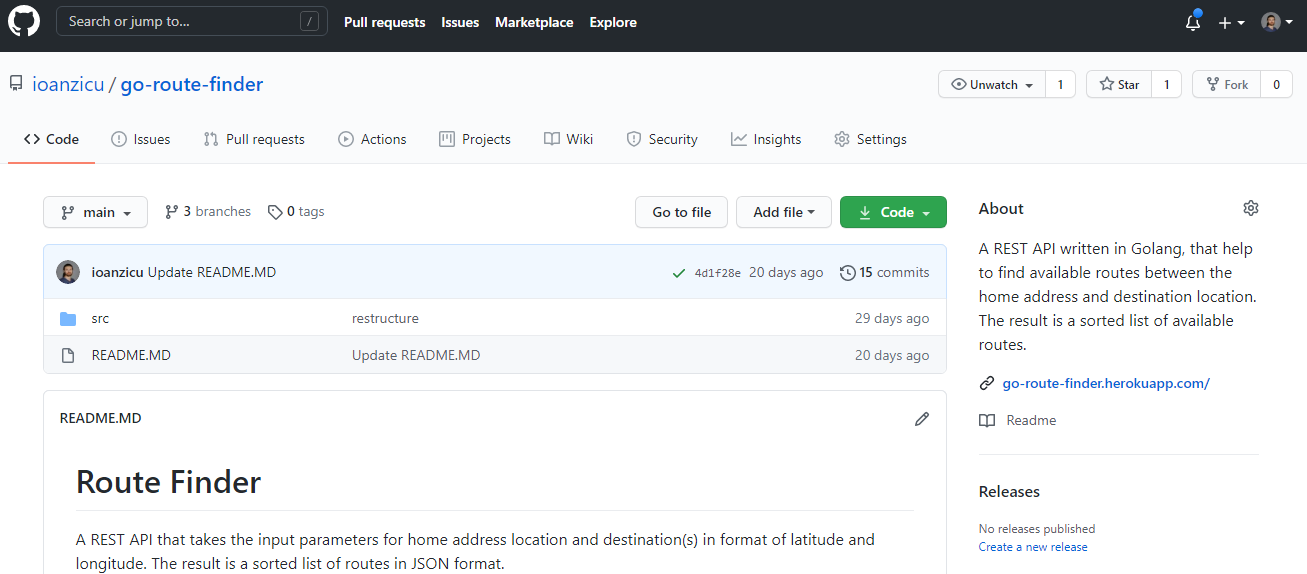 Search or jump to... / Pull requests Issues Marketplace Explore
ioanzicu / go-route-finder Unwatch 1 Star 1 Fork 0
Code Issues Pull requests Actions Projects Wiki Security Insights Settings
main 3 branches 0 tags Go to file Add file Code
ioanzicu Update README.MD 4d1f28e 20 days ago 15 commits
src restructure 29 days ago
README.MD Update README.MD 20 days ago
README.MD
Route Finder
A REST API that takes the input parameters for home address location and destination(s) in format of latitude and
longitude. The result is a sorted list of routes in JSON format.
About
A REST API written in Golang, that help
to find available routes between the
home address and destination location.
The result is a sorted list of available
routes.
go-route-finder.herokuapp.com/
Readme
Releases
No releases published
Create a new release